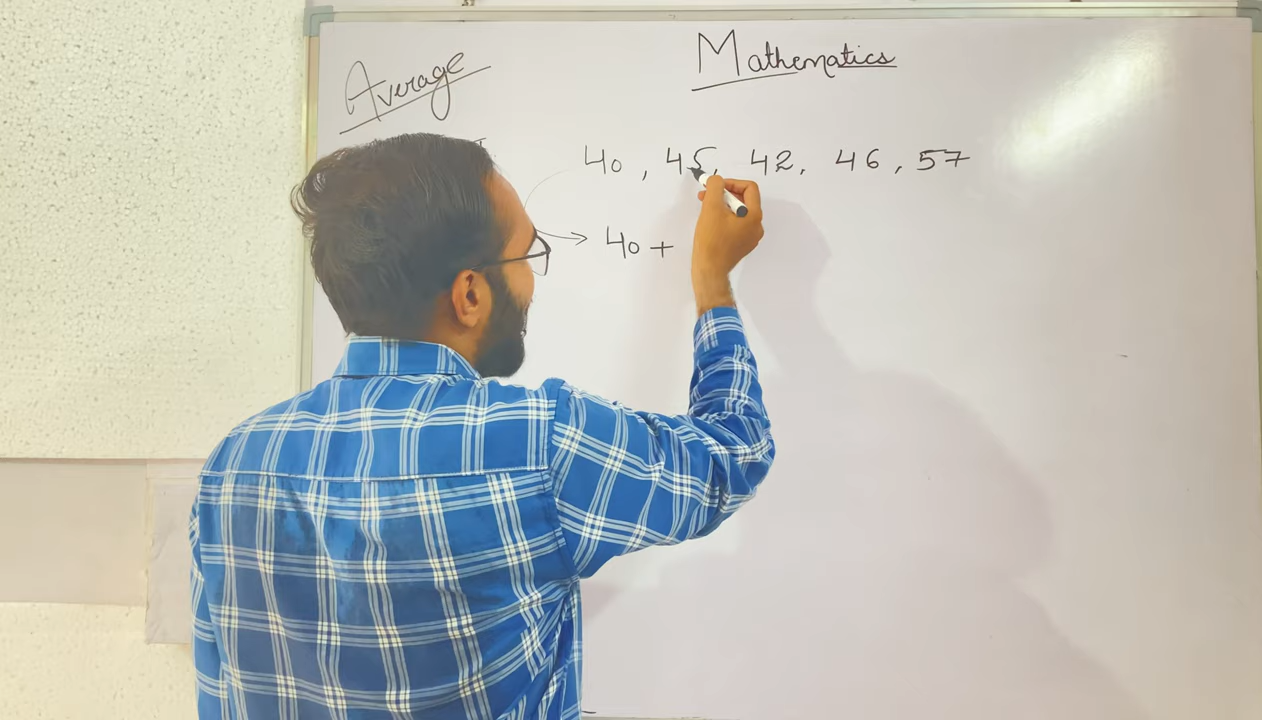 Mathematics
Average
40, 45, 42, 46, 57
→ 40 +